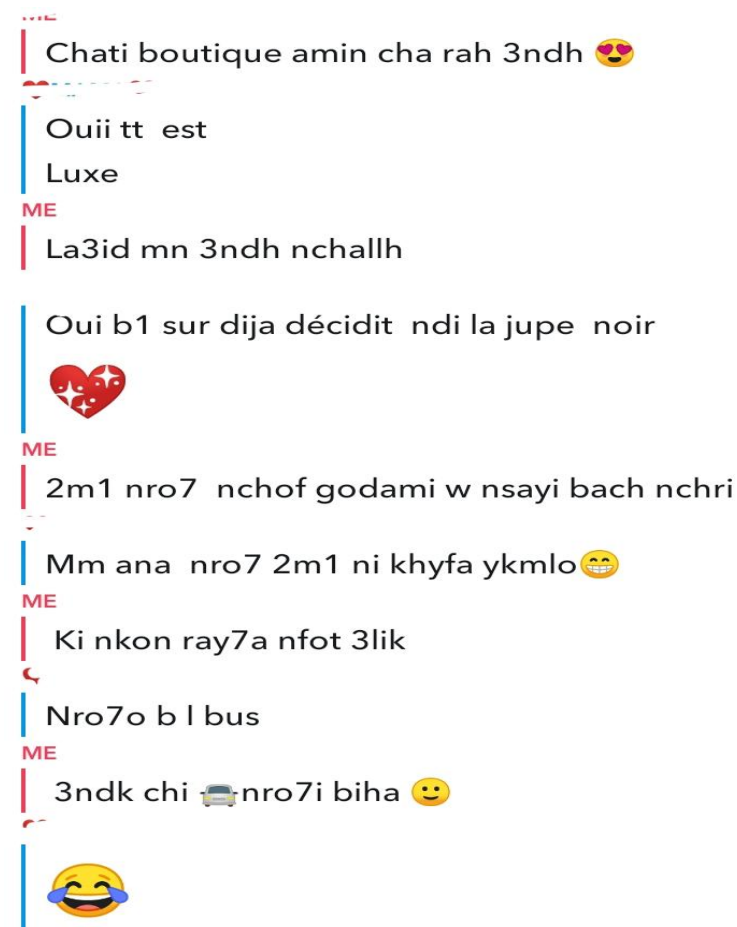 Chati boutique amin cha rah 3ndh 😍
Ouii tt est
Luxe
ME
La3id mn 3ndh nchallh
Oui b1 sur dija décidit ndi la jupe noir
💖
ME
2m1 nro7 nchof godami w nsayi bach nchri
Mm ana nro7 2m1 ni khyfa ykmlo😁
ME
Ki nkon ray7a nfot 3lik
Nro7o b l bus
ME
3ndk chi 🚘nro7i biha 🙂
😂